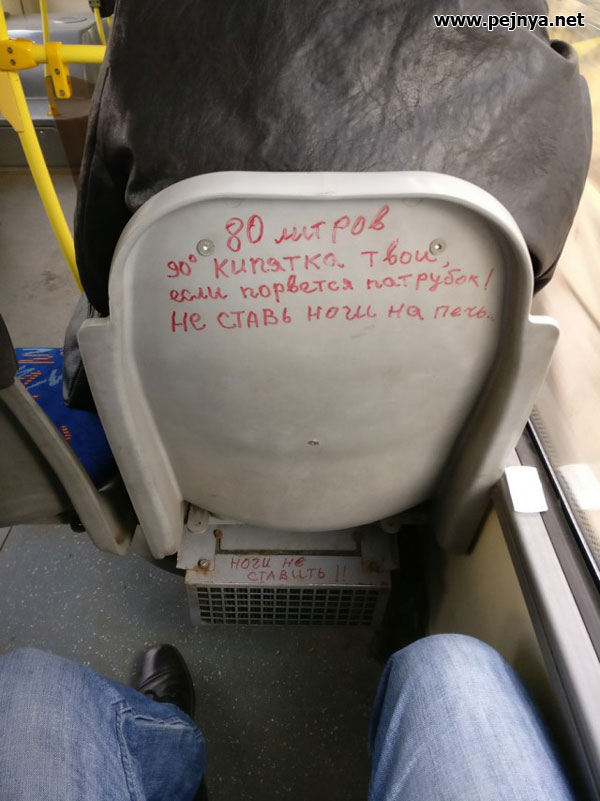 www.pejnya.net
80 литров
90° кипятка твои,
если порвется патрубок!
Не ставь ноги на печь..
Ноги не
ставить!!